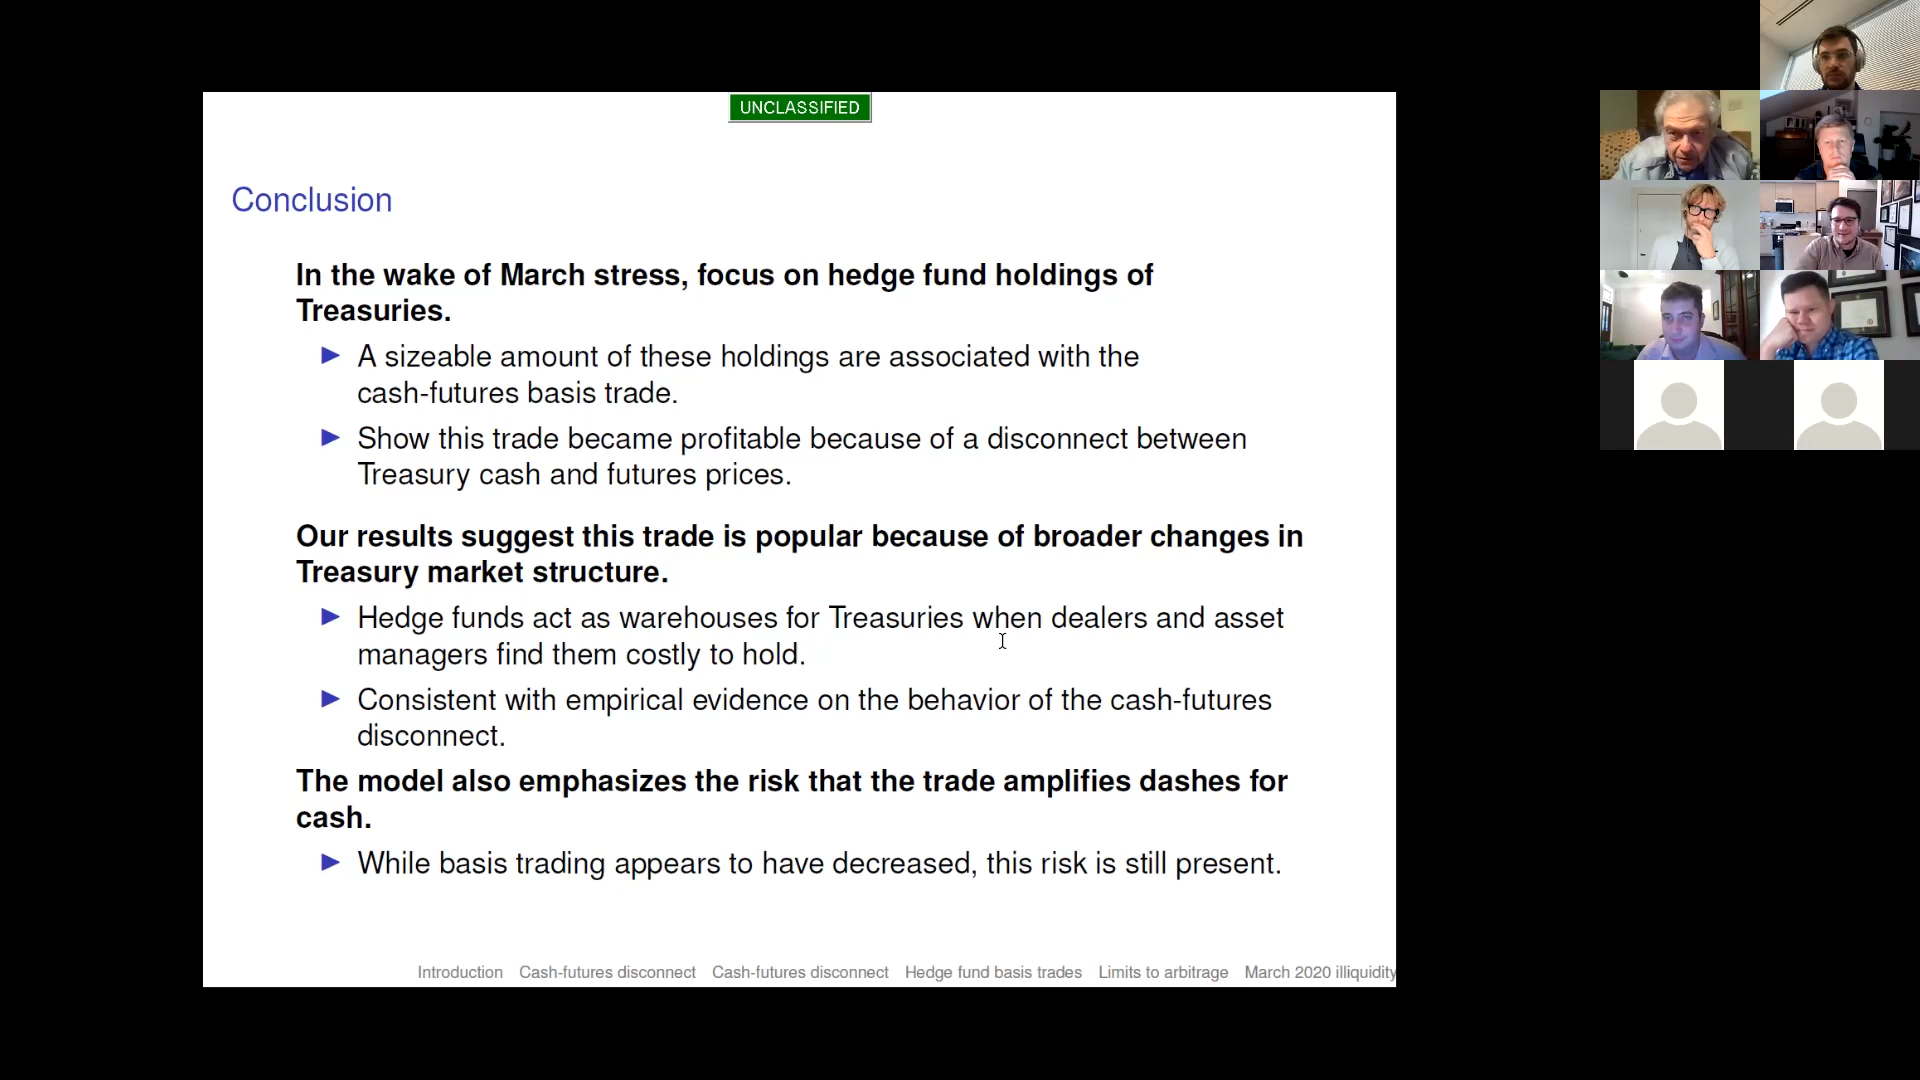 UNCLASSIFIED
Conclusion
In the wake of March stress, focus on hedge fund holdings of
Treasuries.
A sizeable amount of these holdings are associated with the
cash-futures basis trade.
Show this trade became profitable because of a disconnect between
Treasury cash and futures prices.
Our results suggest this trade is popular because of broader changes in
Treasury market structure.
Hedge funds act as warehouses for Treasuries when dealers and asset
managers find them costly to hold.
Consistent with empirical evidence on the behavior of the cash-futures
disconnect.
The model also emphasizes the risk that the trade amplifies dashes for
cash.
While basis trading appears to have decreased, this risk is still present.
Introduction Cash-futures disconnect Cash-futures disconnect Hedge fund basis trades Limits to arbitrage March 2020 illiquidity